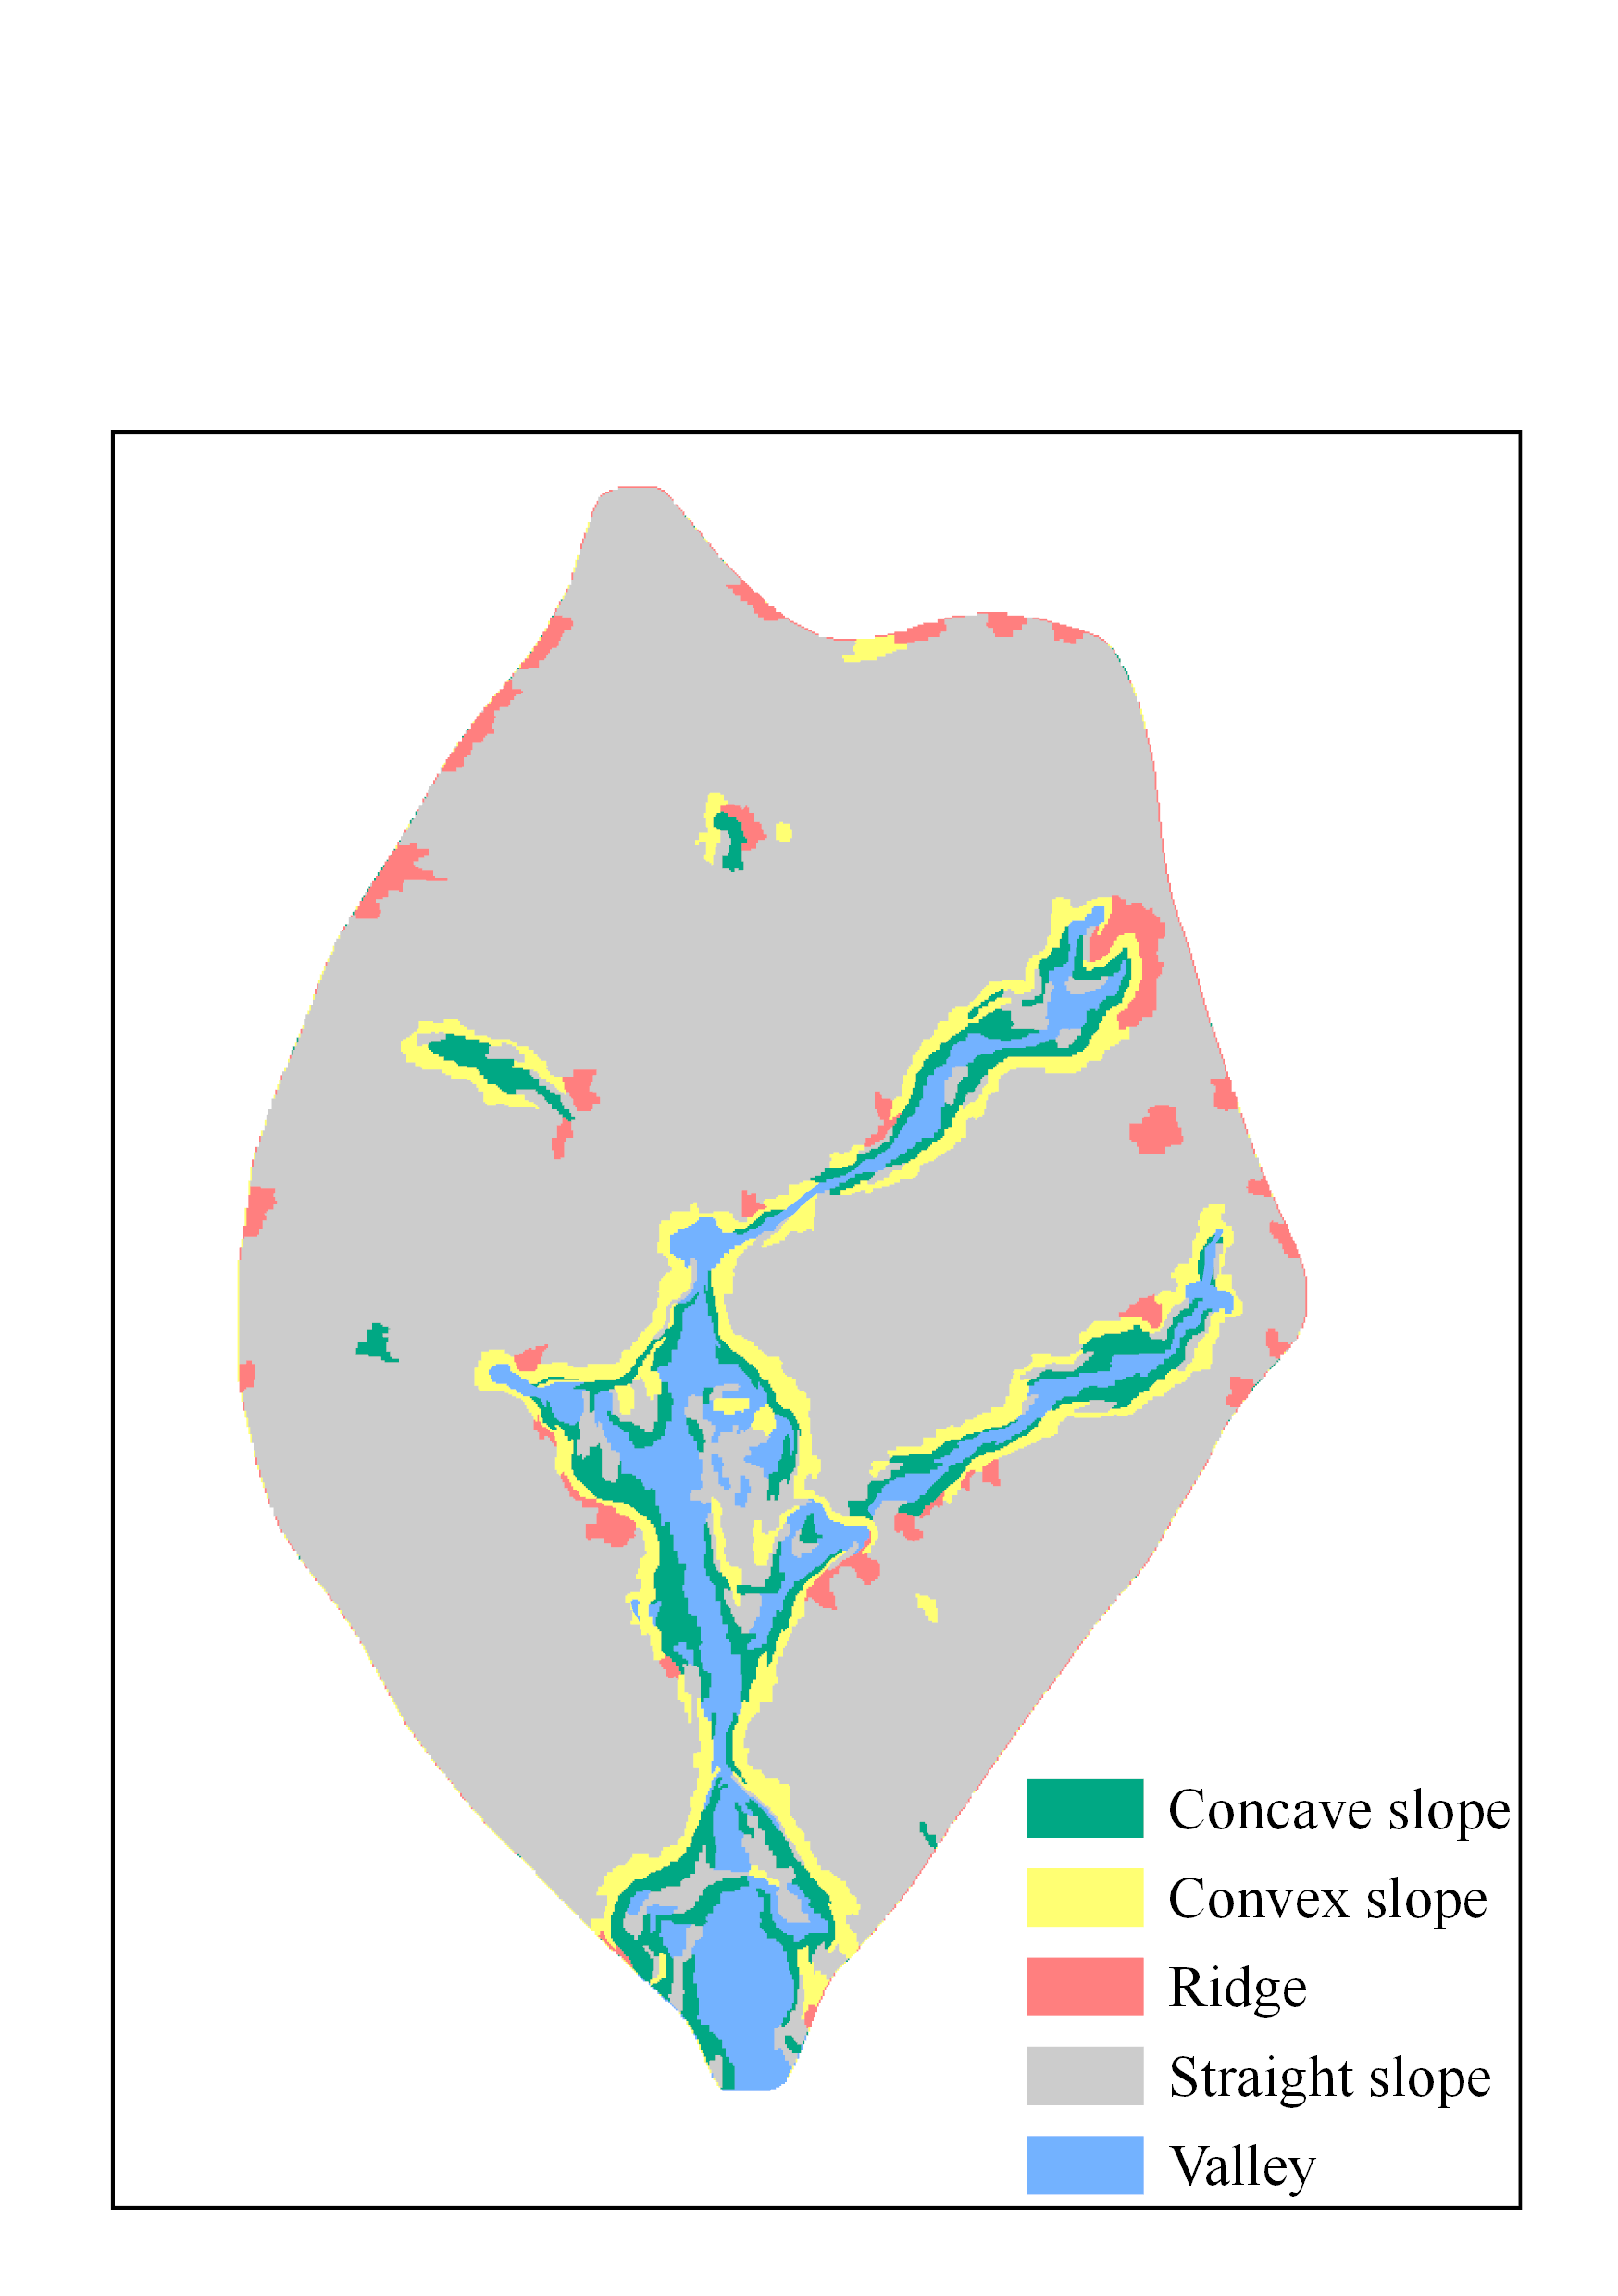 Concave slope
Convex slope
Ridge
Straight slope
Valley